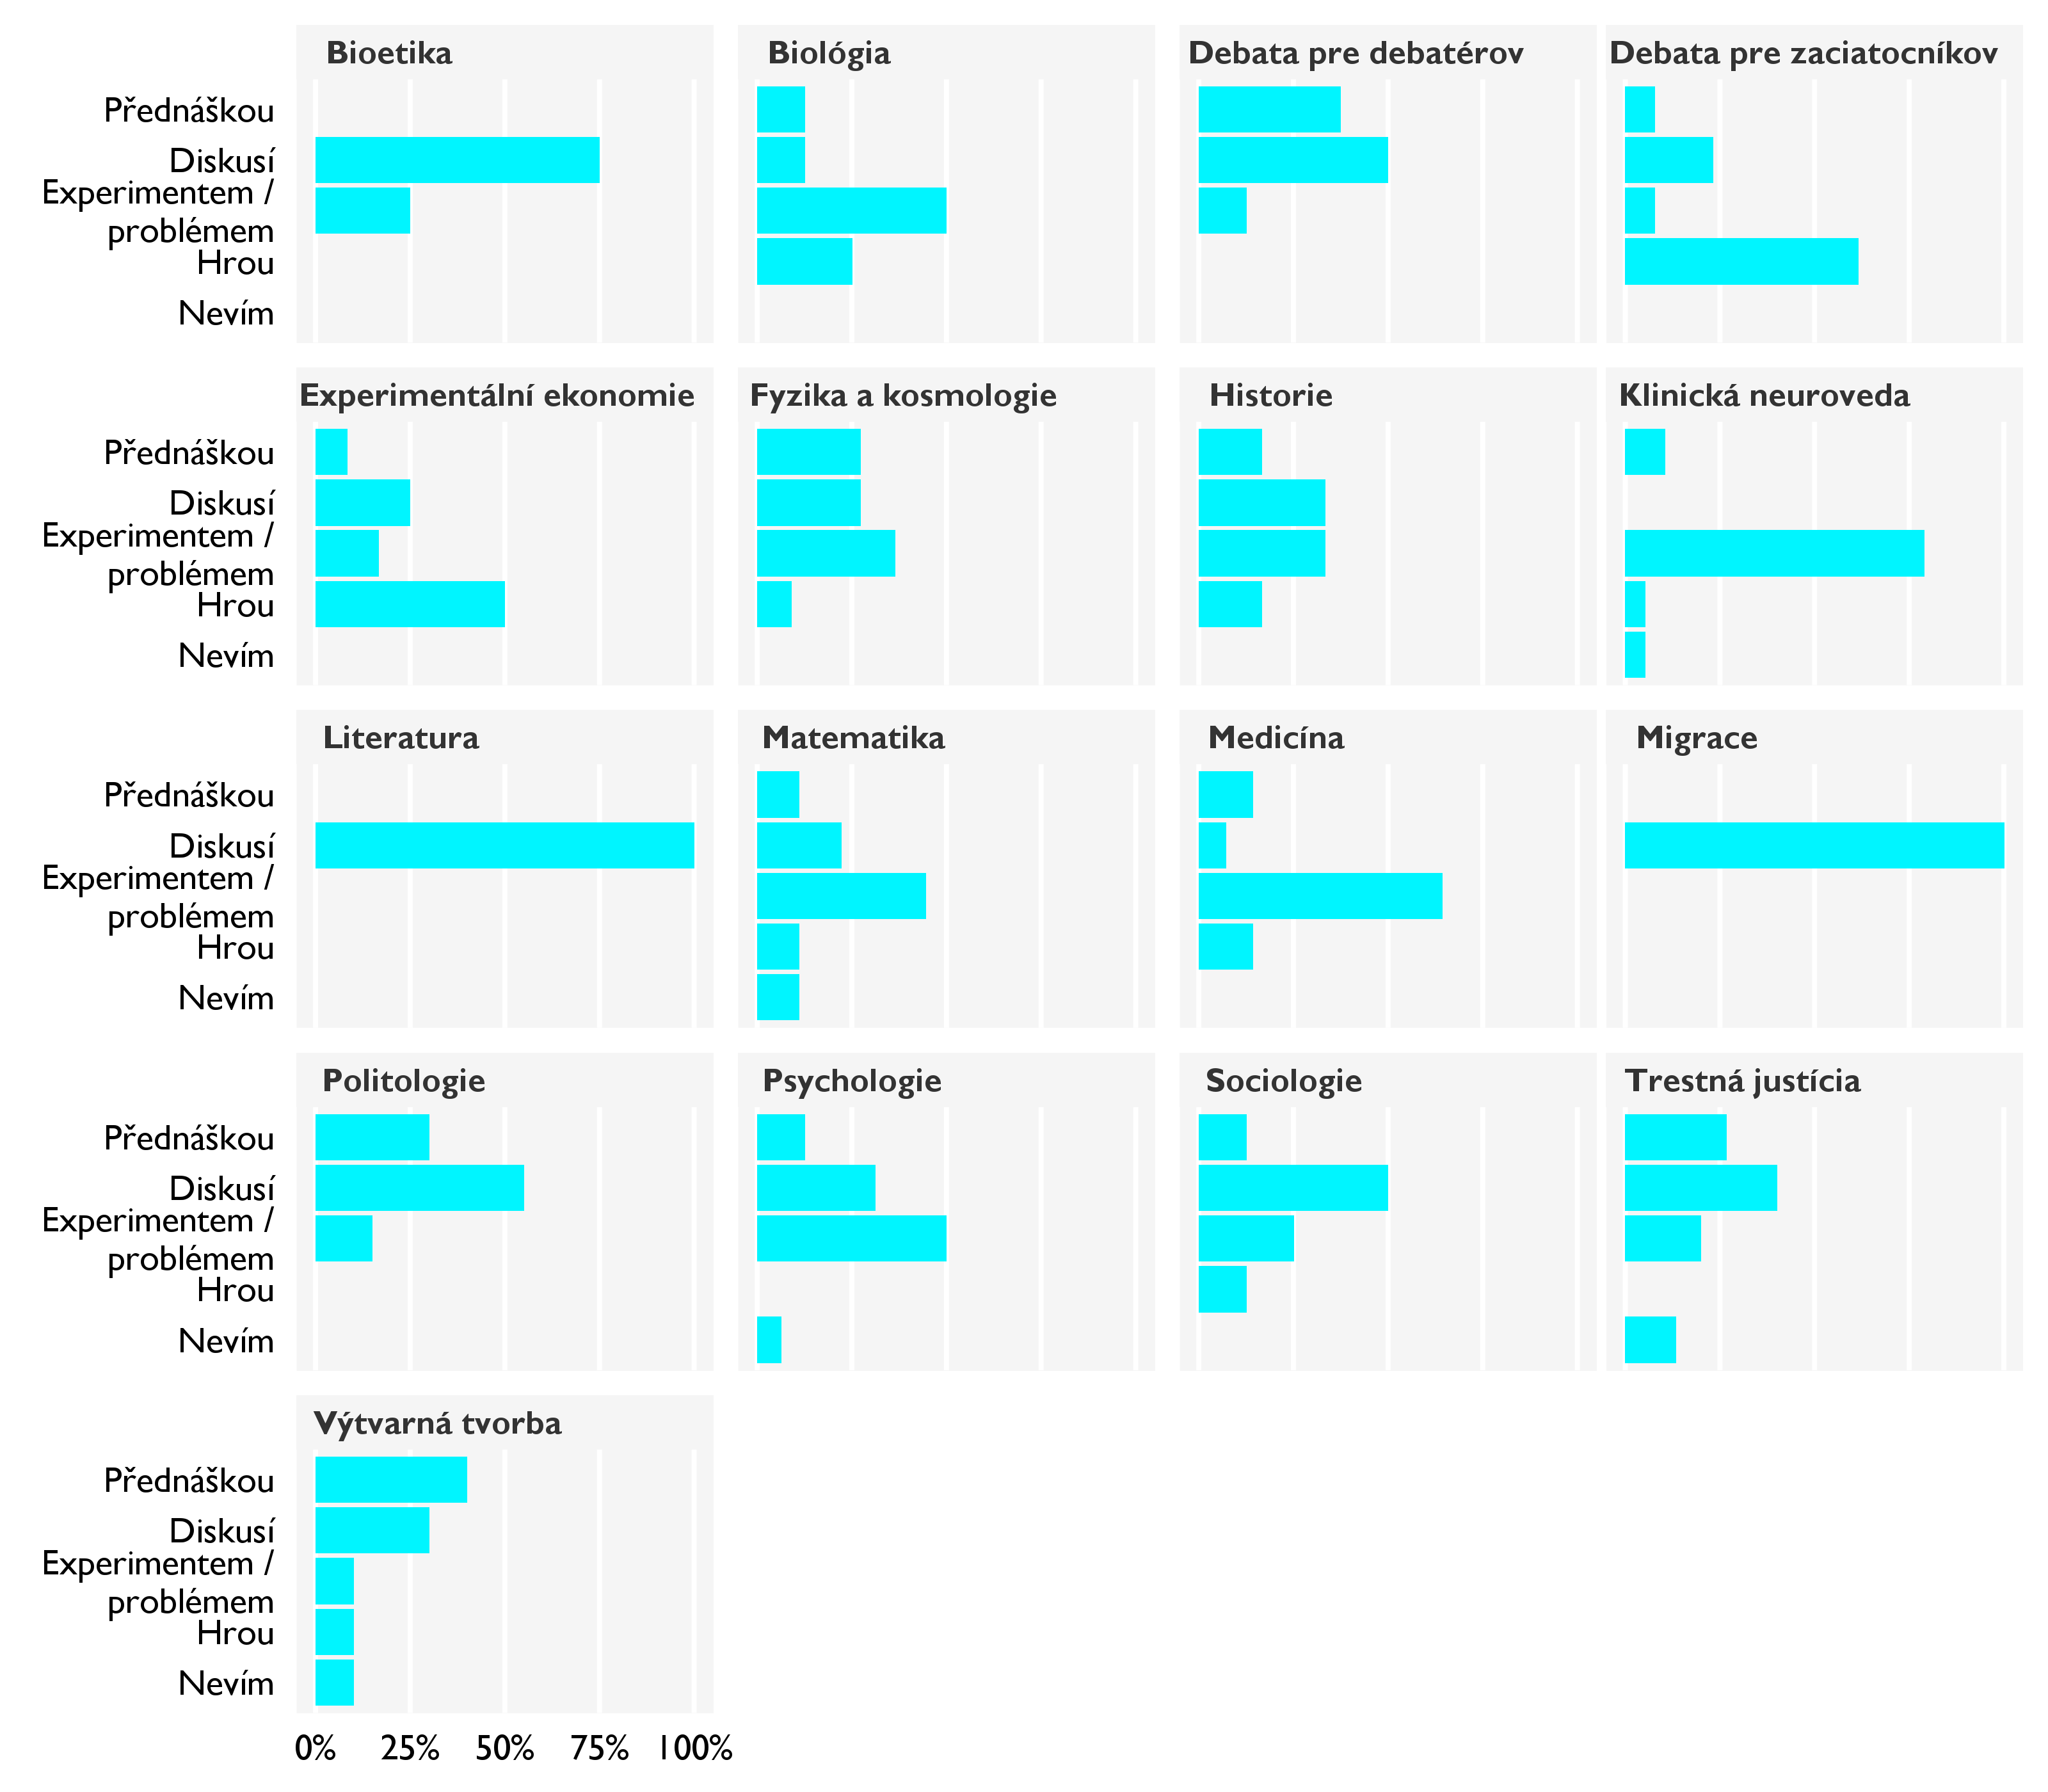 Bioetika
Biológia
Debata pre debatérov
Debata pre zaciatocníkov
Přednáškou
Diskusí
Experimentem /
problémem
Hrou
Nevím
Experimentální ekonomie
Fyzika a kosmologie
Historie
Klinická neuroveda
Přednáškou
Diskusí
Experimentem /
problémem
Hrou
Nevím
Literatura
Matematika
Medicína
Migrace
Přednáškou
Diskusí
Experimentem /
problémem
Hrou
Nevím
Politologie
Psychologie
Sociologie
Trestná justícia
Přednáškou
Diskusí
Experimentem /
problémem
Hrou
Nevím
Výtvarná tvorba
Přednáškou
Diskusí
Experimentem /
problémem
Hrou
Nevím
0% 25% 50% 75% 100%